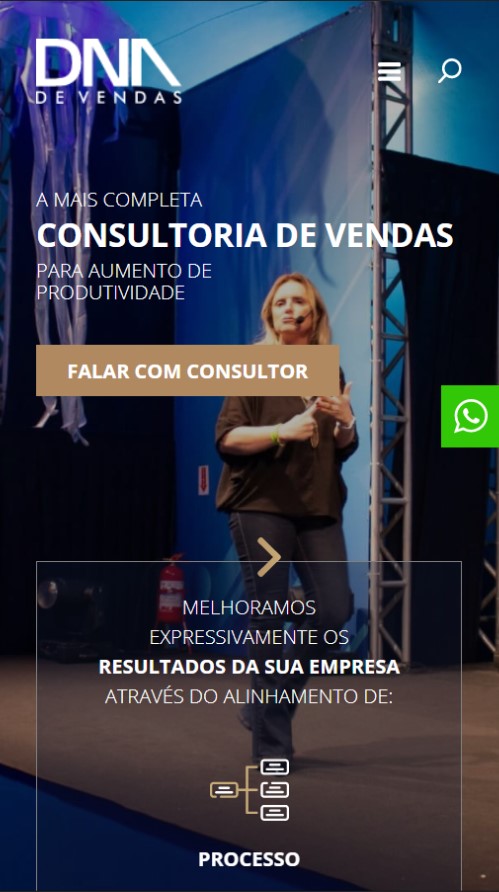 DNA
DE VENDAS
A MAIS COMPLETA
CONSULTORIA DE VENDAS
PARA AUMENTO DE
PRODUTIVIDADE
FALAR COM CONSULTOR
MELHORAMOS
EXPRESSIVAMENTE OS
RESULTADOS DA SUA EMPRESA
ATRAVÉS DO ALINHAMENTO DE:
PROCESSO